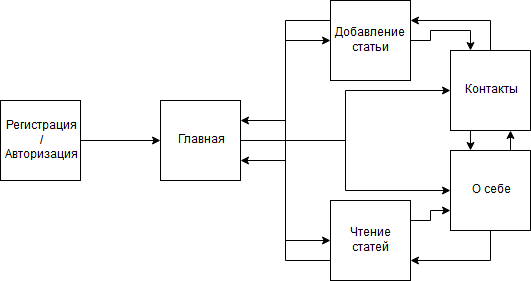 Добавление
статьи
Контакты
Регистрация
/
Авторизация
Главная
О себе
Чтение
статей